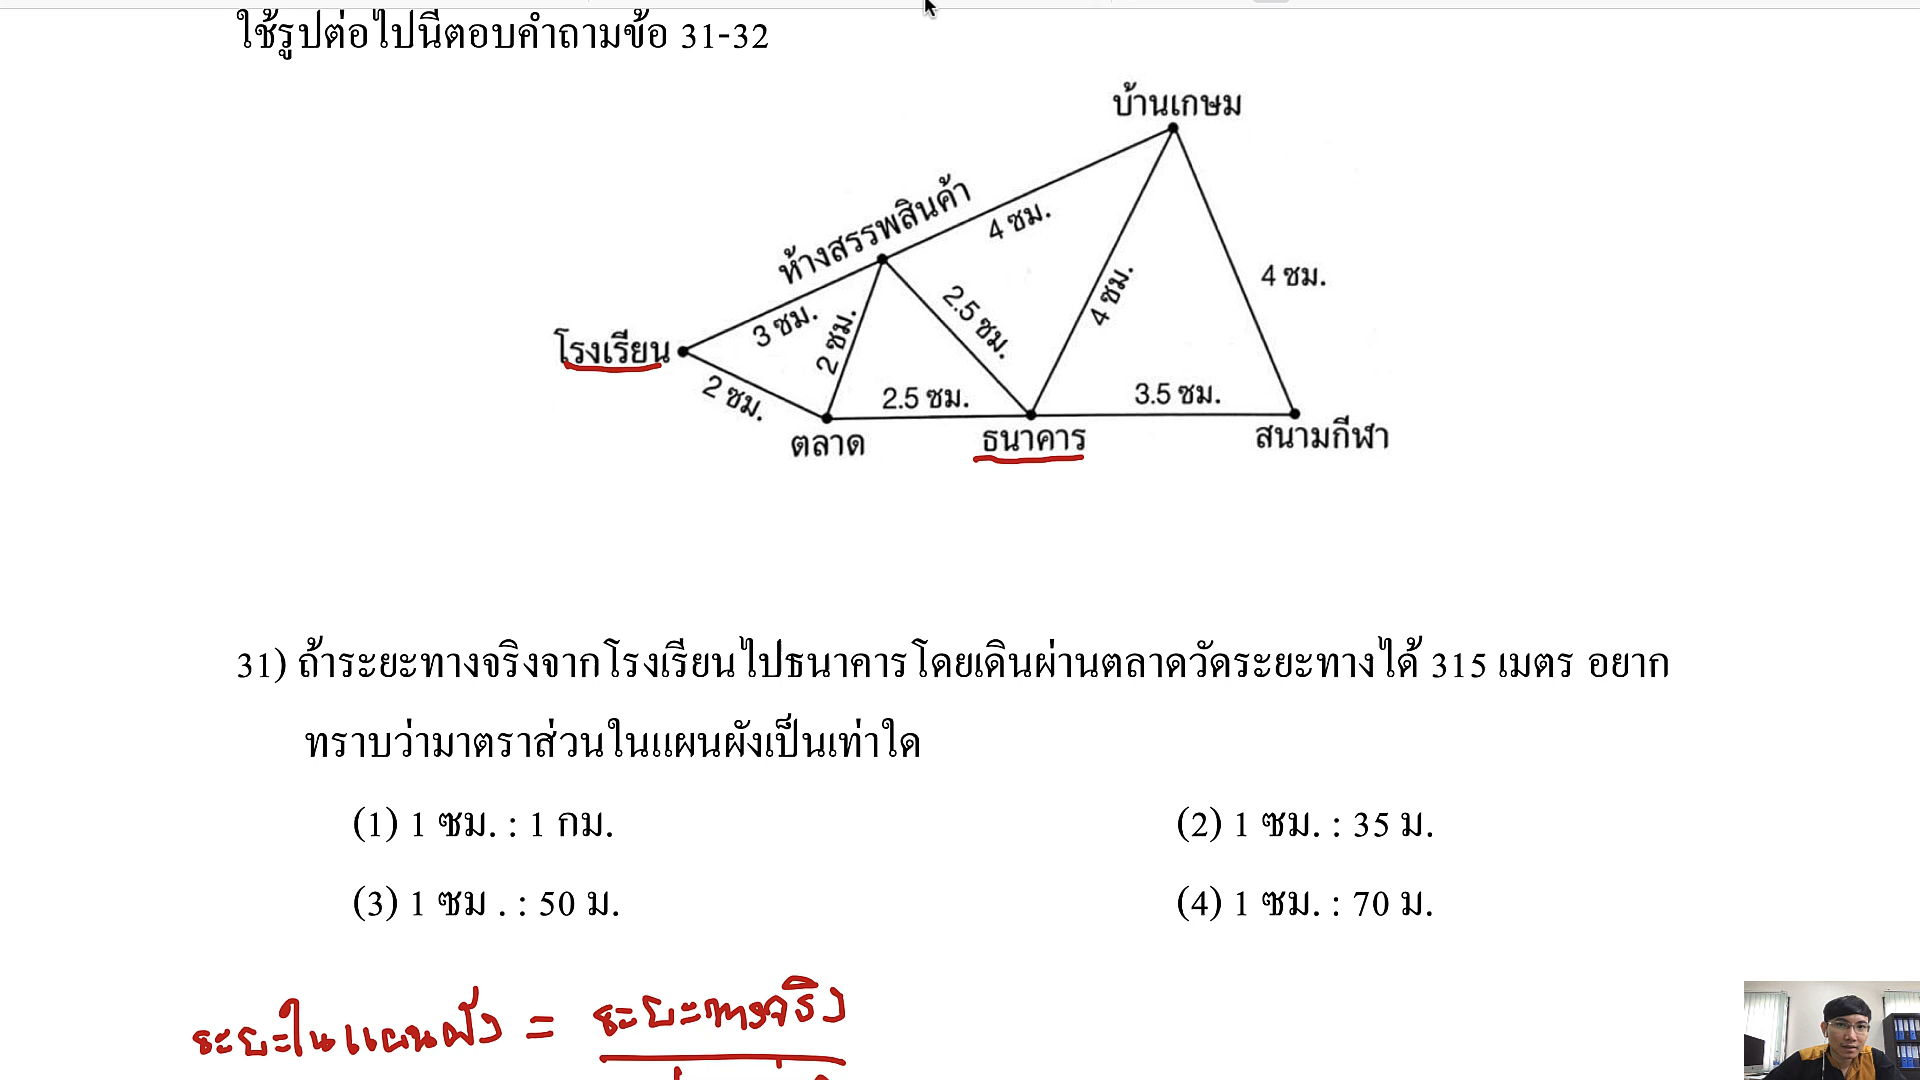 ใช้รูปต่อไปนี้ตอบคำถามข้อ 31-32
บ้านเกษม
ห้างสรรพสินค้า
4 ซม.
4 ซม.
4 ซม.
2.5 ซม.
3 ซม.
2 ซม.
โรงเรียน
2 ซม.
2.5 ซม.
3.5 ซม.
ตลาด
ธนาคาร
สนามกีฬา
31) ถ้าระยะทางจริงจากโรงเรียนไปธนาคารโดยเดินผ่านตลาดวัดระยะทางได้ 315 เมตร อยาก
ทราบว่ามาตราส่วนในแผนผังเป็นเท่าใด
(1) 1 ซม. : 1 กม.
(2) 1 ซม. : 35 ม.
(3) 1 ซม . : 50 ม.
(4) 1 ซม. : 70 ม.
ระยะในแผนผัง = ระยะทางจริง